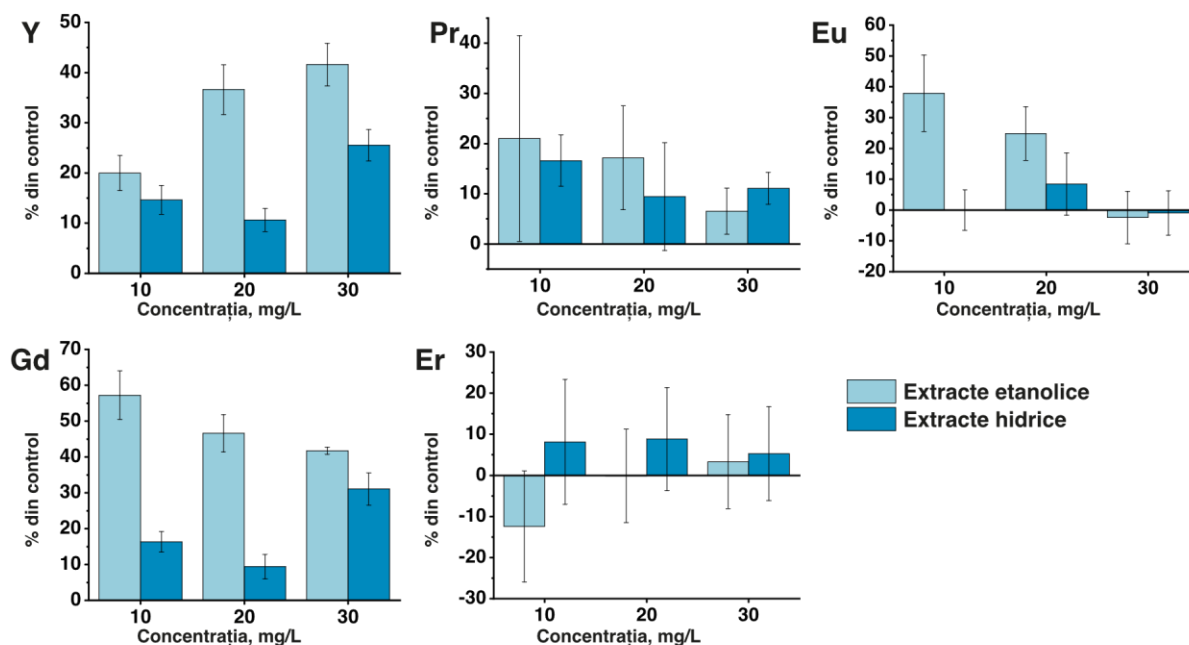 Y
% din control
50
40
30
20
10
0
10 20 30
Concentrația, mg/L
Pr
% din control
40
30
20
10
0
10 20 30
Concentrația, mg/L
Eu
% din control
60
50
40
30
20
10
0
-10
-20
10 20 30
Concentrația, mg/L
Gd
% din control
70
60
50
40
30
20
10
0
10 20 30
Concentrația, mg/L
Er
% din control
30
20
10
0
-10
-20
-30
10 20 30
Concentrația, mg/L
Extracte etanolice
Extracte hidrice